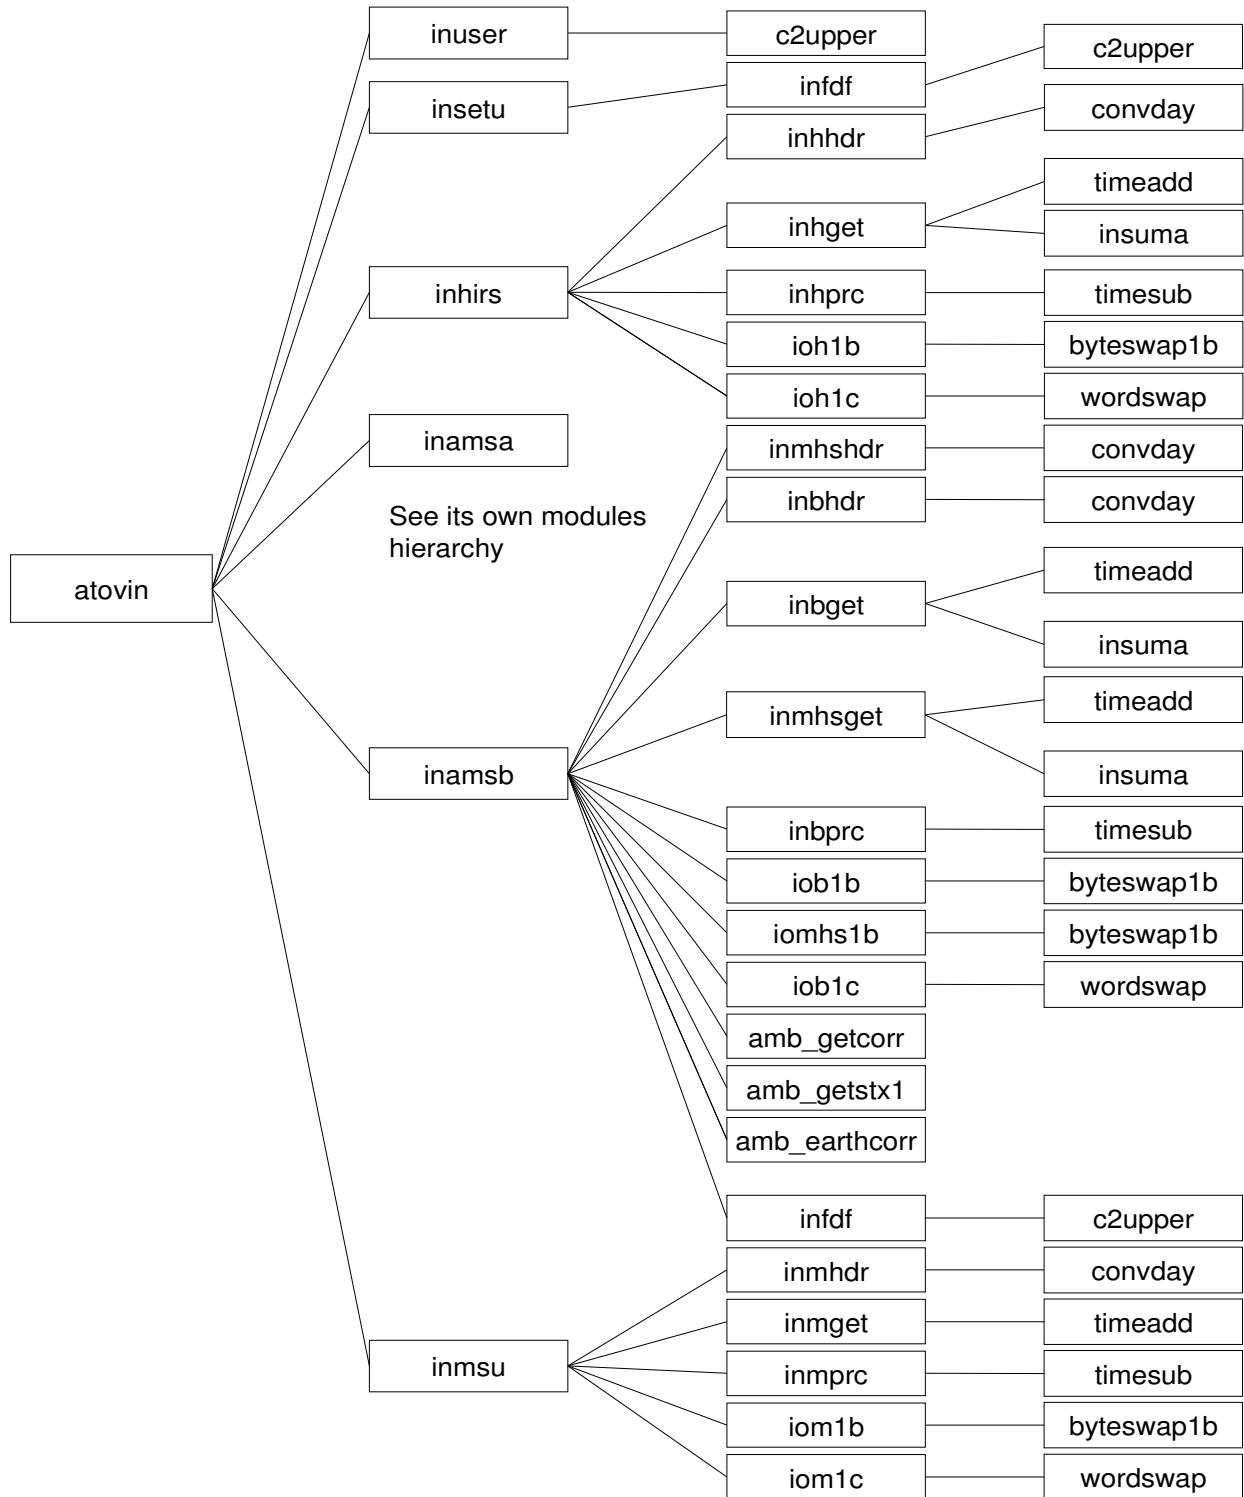 inuser
c2upper
c2upper
insetu
infdf
convday
inhhdr
timeadd
inhget
insuma
inhirs
inhprc
timesub
ioh1b
byteswap1b
ioh1c
wordswap
inamsa
inmhshdr
convday
See its own modules
hierarchy
inbhdr
convday
atovin
inbget
timeadd
insuma
inmhsget
timeadd
insuma
inamsb
inbprc
timesub
iob1b
byteswap1b
iomhs1b
byteswap1b
iob1c
wordswap
amb_getcorr
amb_getstx1
amb_earthcorr
infdf
c2upper
inmhdr
convday
inmget
timeadd
inmsu
inmprc
timesub
iom1b
byteswap1b
iom1c
wordswap